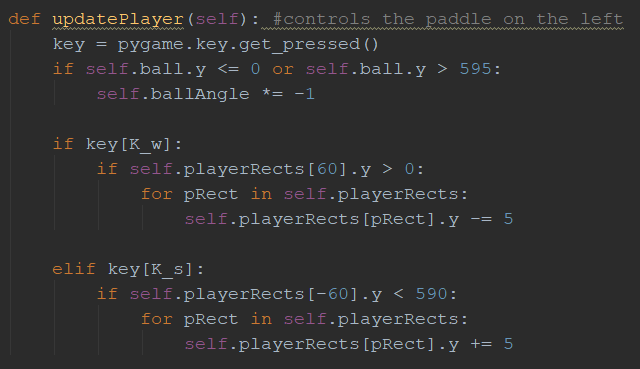 def updatePlayer(self): #controls the paddle on the left
    key = pygame.key.get_pressed()
    if self.ball.y <= 0 or self.ball.y > 595:
        self.ballAngle *= -1

    if key[K_w]:
        if self.playerRects[60].y > 0:
            for pRect in self.playerRects:
                self.playerRects[pRect].y -= 5

    elif key[K_s]:
        if self.playerRects[-60].y < 590:
            for pRect in self.playerRects:
                self.playerRects[pRect].y += 5